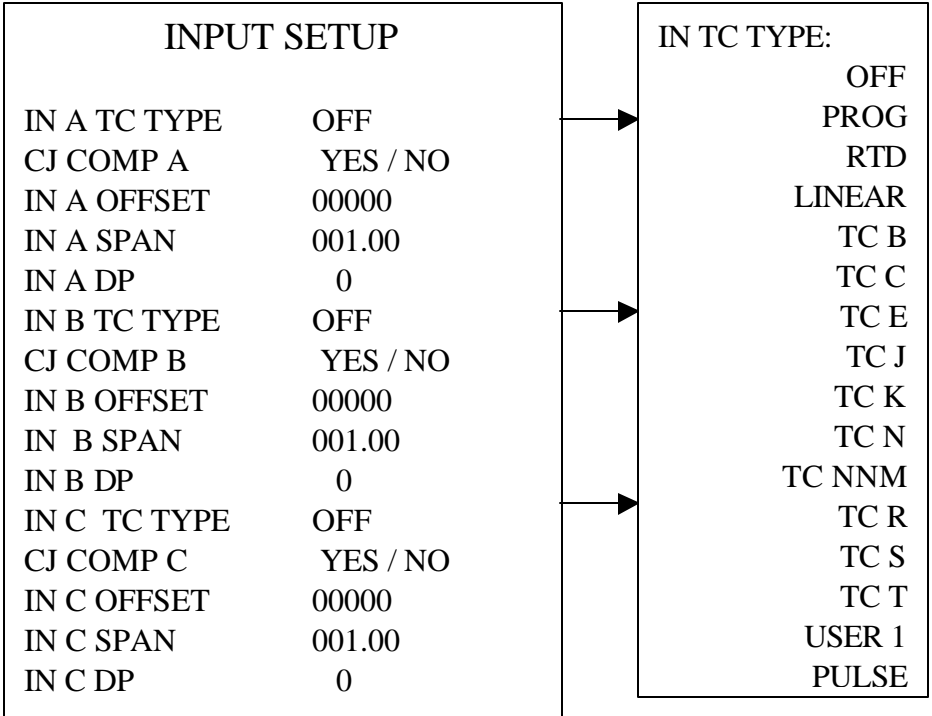 INPUT SETUP
IN A TC TYPE OFF
CJ COMP A YES / NO
IN A OFFSET 00000
IN A SPAN 001.00
IN A DP 0
IN B TC TYPE OFF
CJ COMP B YES / NO
IN B OFFSET 00000
IN B SPAN 001.00
IN B DP 0
IN C TC TYPE OFF
CJ COMP C YES / NO
IN C OFFSET 00000
IN C SPAN 001.00
IN C DP 0
IN TC TYPE:
OFF
PROG
RTD
LINEAR
TC B
TC C
TC E
TC J
TC K
TC N
TC NNM
TC R
TC S
TC T
USER 1
PULSE